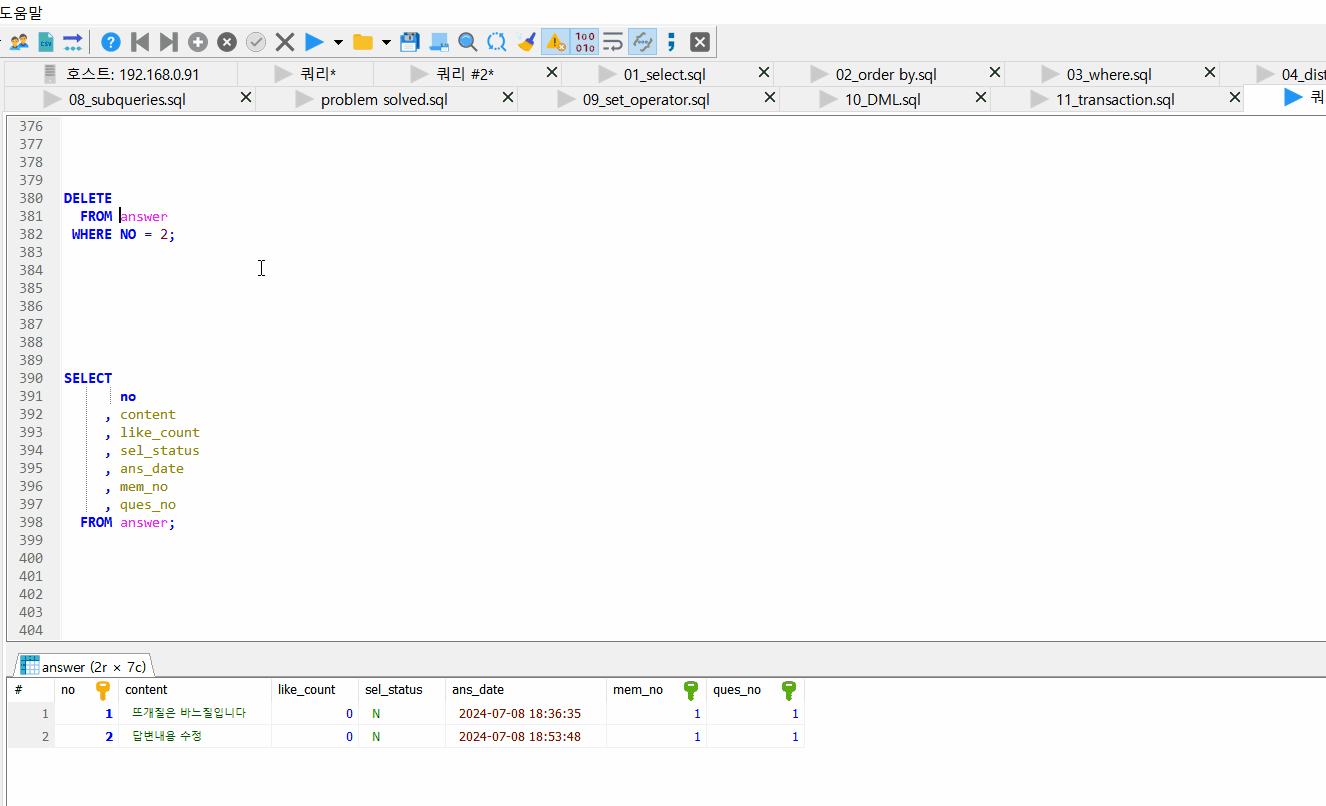 도움말
호스트: 192.168.0.91 쿼리* 쿼리 #2* 01_select.sql 02_order by.sql 03_where.sql 04_dist
08_subqueries.sql problem solved.sql 09_set_operator.sql 10_DML.sql 11_transaction.sql 쿼
376
377
378
379
380 DELETE
381 FROM answer
382 WHERE NO = 2;
383
384
385
386
387
388
389
390 SELECT
391 no
392 , content
393 , like_count
394 , sel_status
395 , ans_date
396 , mem_no
397 , ques_no
398 FROM answer;
399
400
401
402
403
404
answer (2r × 7c)
# no content like_count sel_status ans_date mem_no ques_no
1 1 뜨개질은 바느질입니다 0 N 2024-07-08 18:36:35 1 1
2 2 답변내용 수정 0 N 2024-07-08 18:53:48 1 1